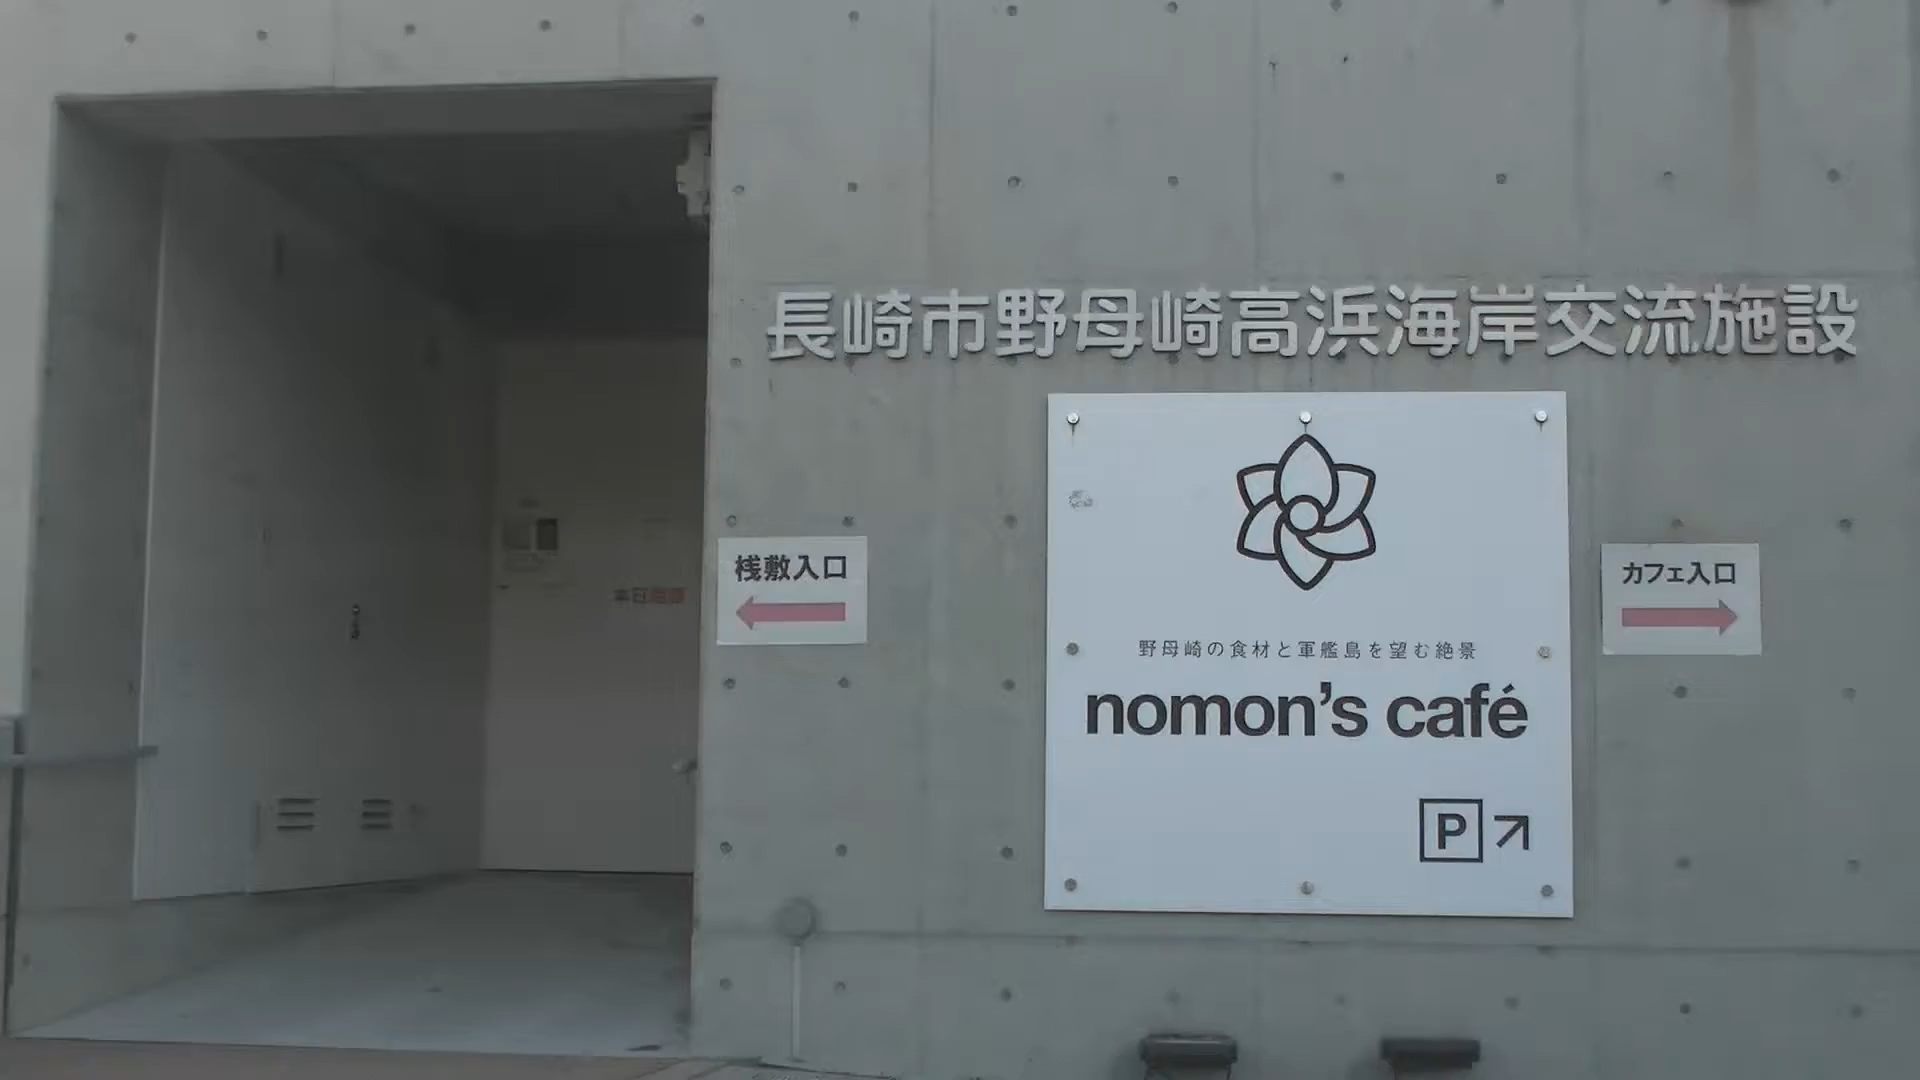 長崎市野母崎高浜海岸交流施設
桟敷入口
カフェ入口
野母崎の食材と軍艦島を望む絶景
nomon's café
P
本日